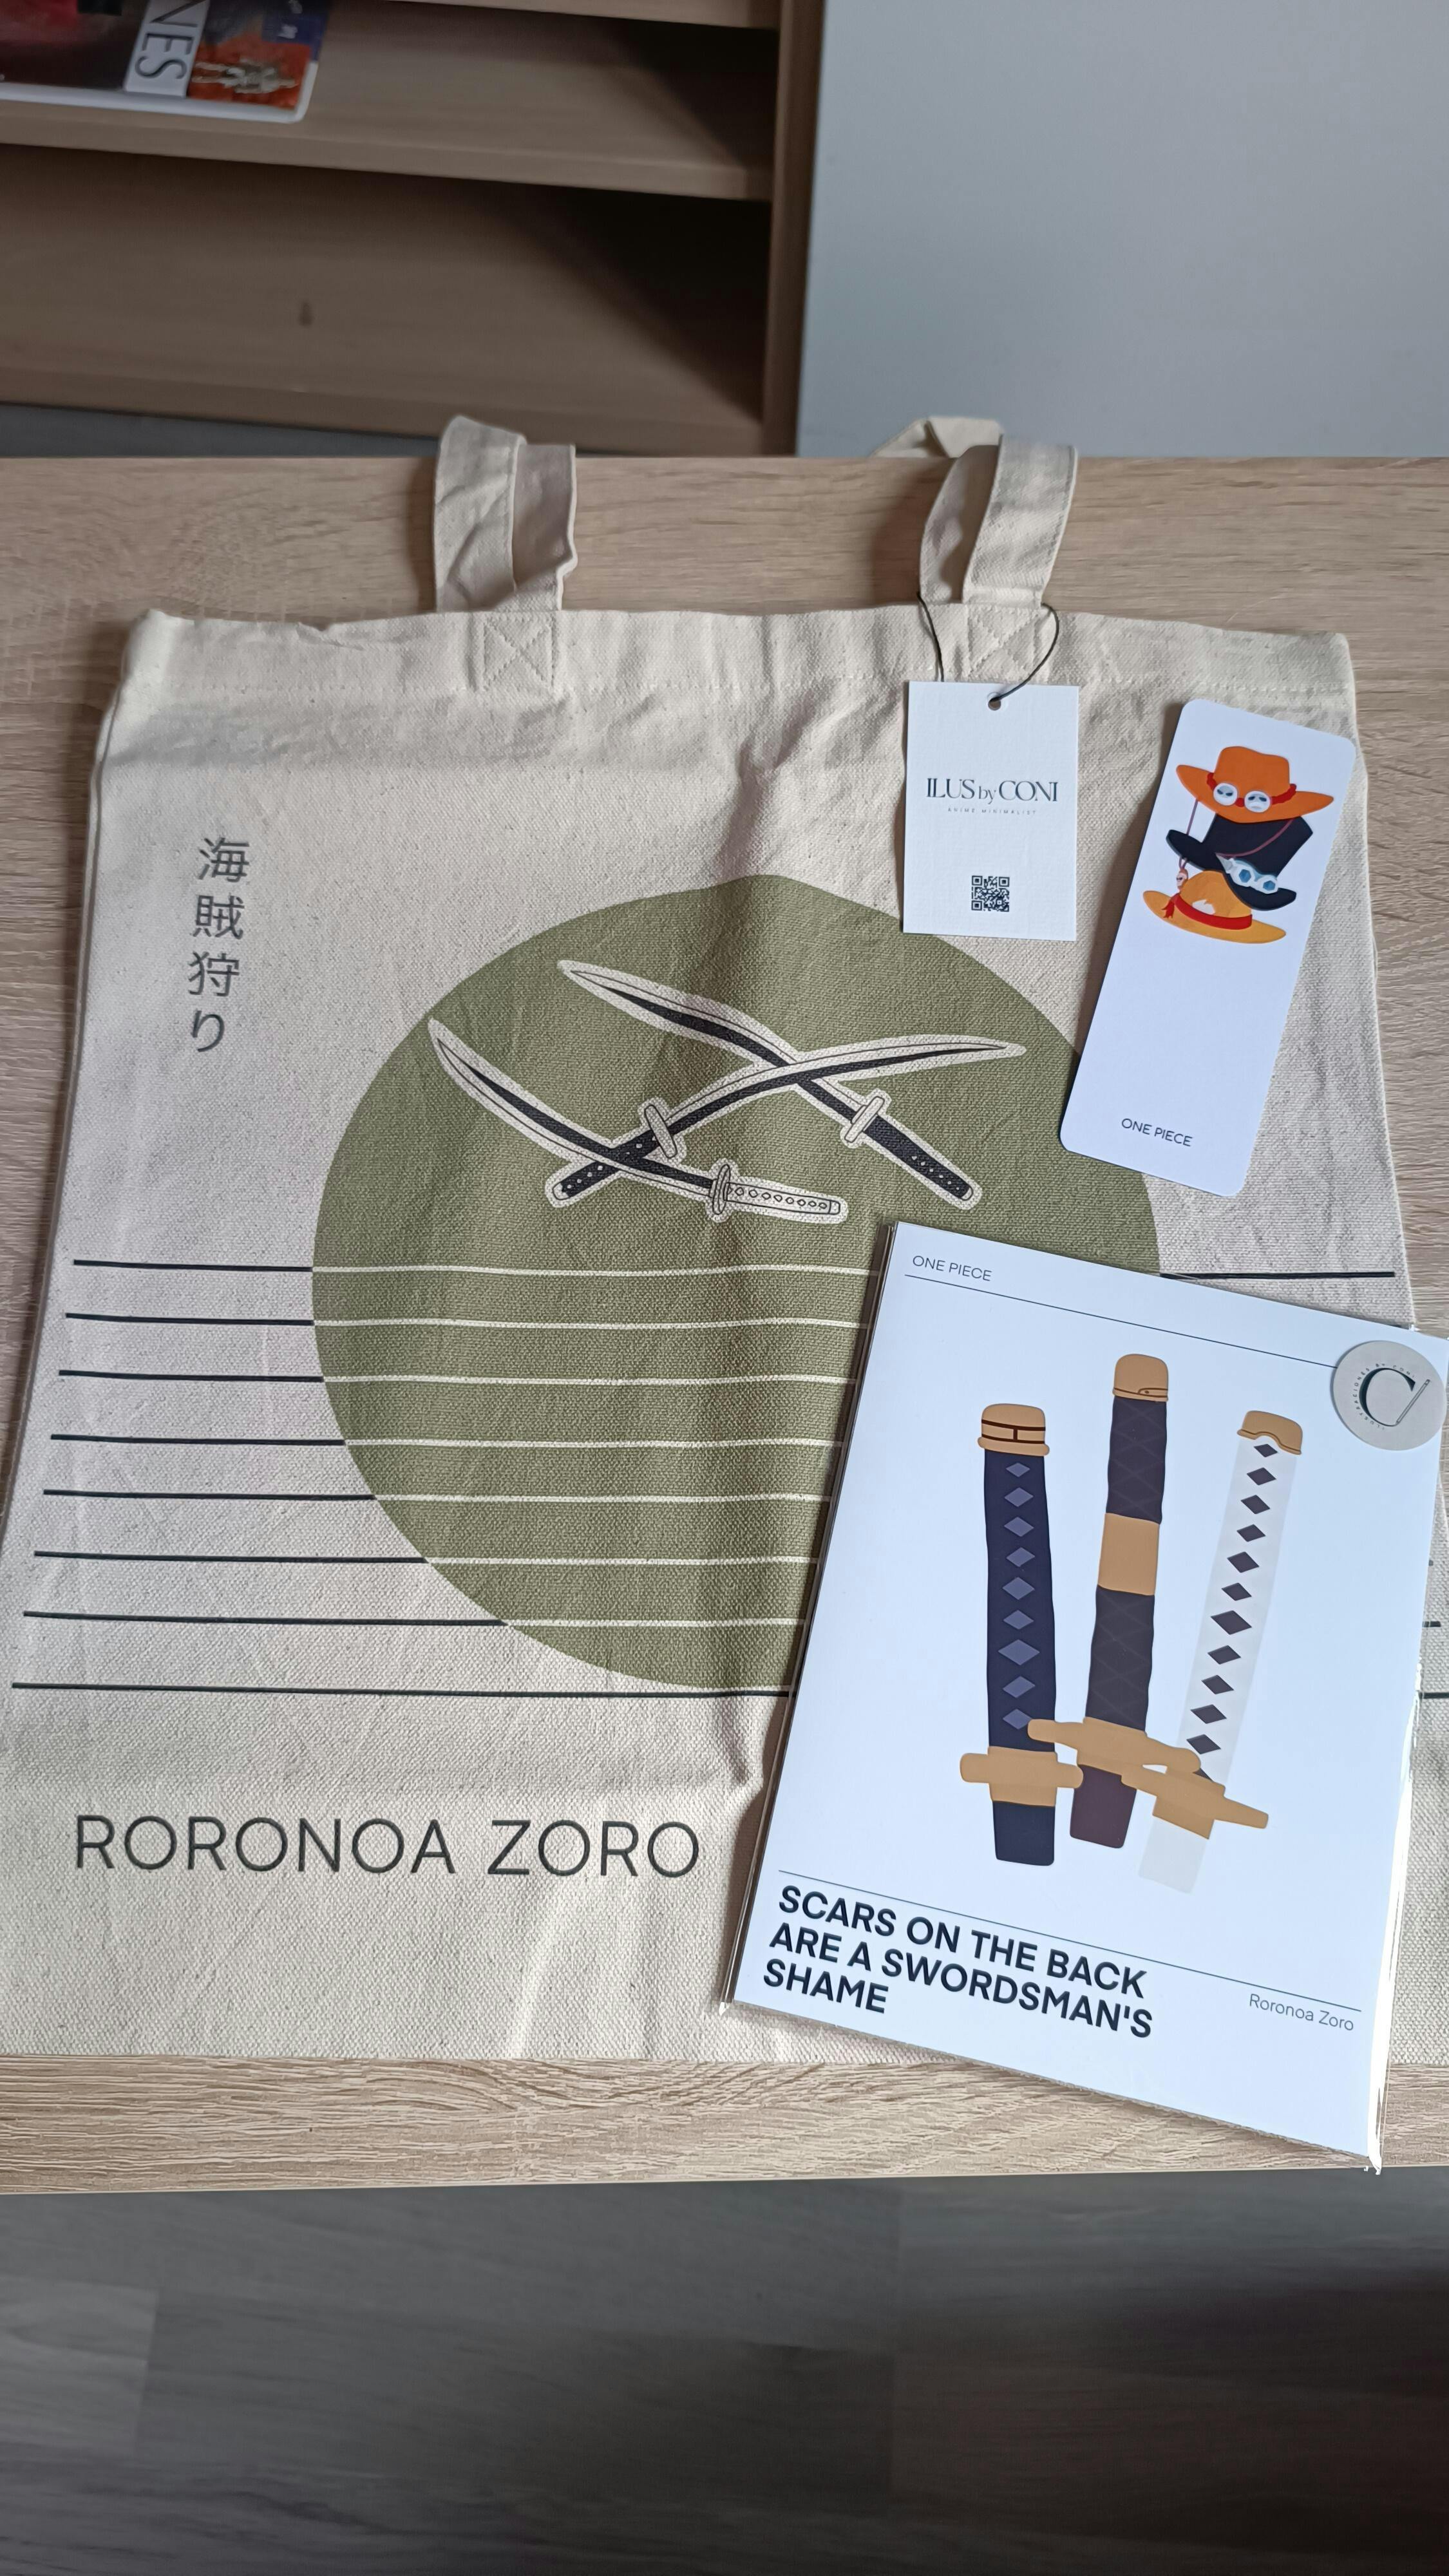 NES
ILUS by CONI
ANIME MINIMALIST
海賊狩り
ONE PIECE
ONE PIECE
C
SCARS ON THE BACK
ARE A SWORDSMAN'S
SHAME
Roronoa Zoro
RORONOA ZORO